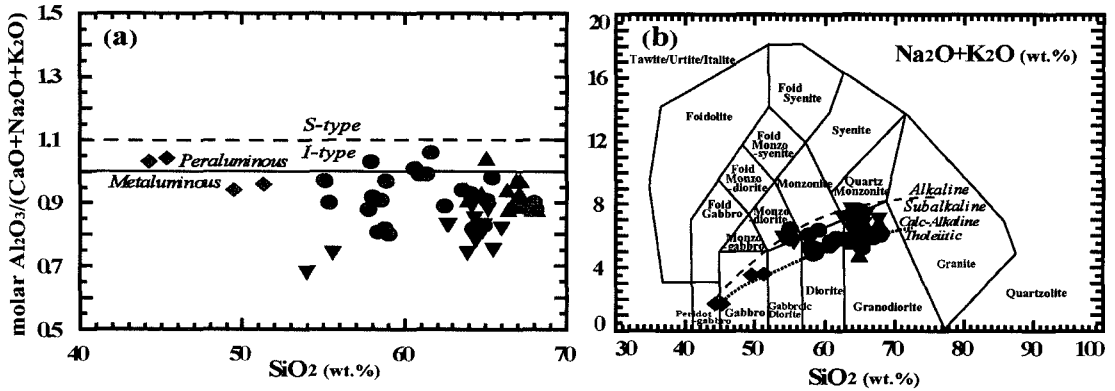 (a)
molar Al2O3/(CaO+Na2O+K2O)
1.5
1.3
1.1
0.9
0.7
0.5
S-type
I-type
Peraluminous
Metaluminous
40
50
60
70
SiO2 (wt.%)
(b)
Na2O+K2O (wt.%)
20
16
12
8
4
0
Tawite/Urtite/Italite
Foidolite
Foid
Syenite
Foid
Monzo
-syenite
Syenite
Foid
Monzo
-diorite
Monzonite
Quartz
Monzonite
Foid
Gabbro
Monzo
-diorite
Monzo
-gabbro
Alkaline
Subalkaline
Calc-Alkaline
Tholeiitic
Peridot
-gabbro
Gabbro
Gabbroic
Diorite
Diorite
Granodiorite
Granite
Quartzolite
30
40
50
60
70
80
90
100
SiO2 (wt.%)